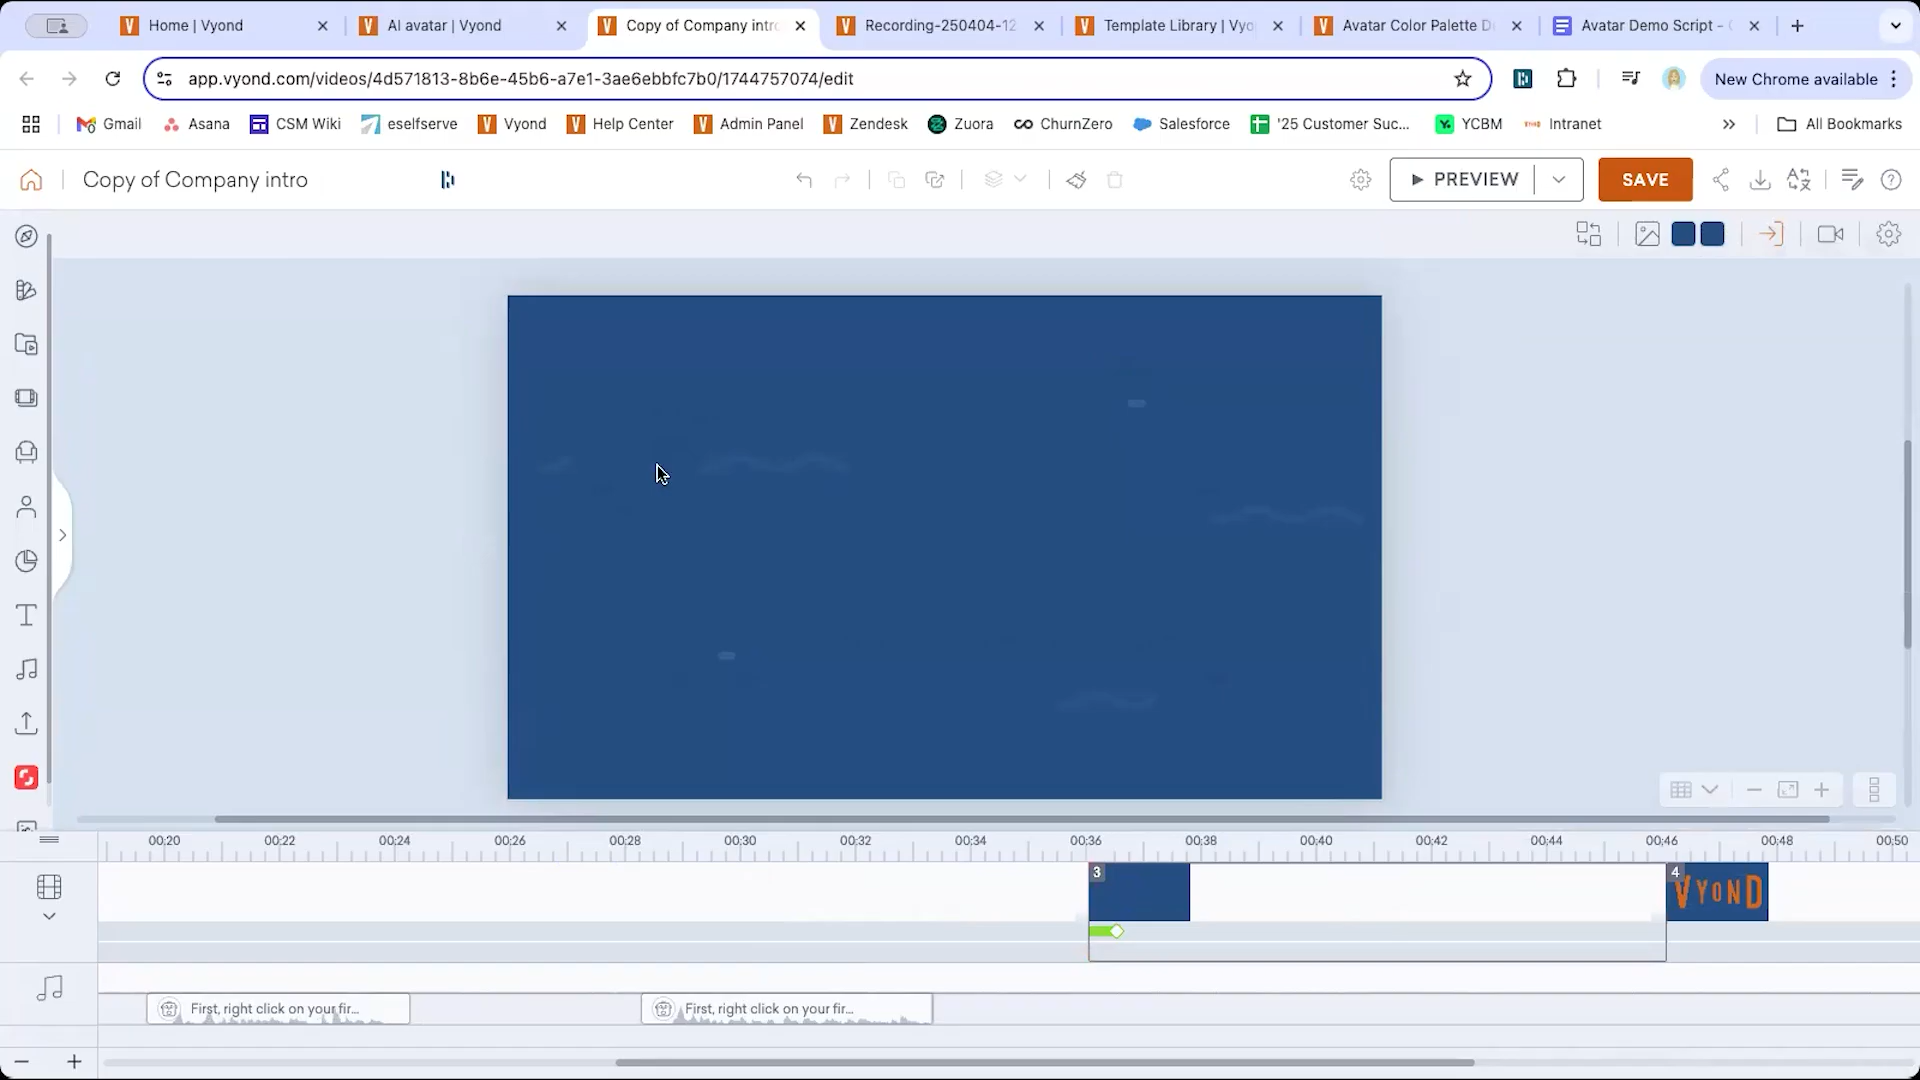 Home | Vyond
AI avatar | Vyond
Copy of Company intro
Recording-250404-12
Template Library | Vyo
Avatar Color Palette D
Avatar Demo Script -
app.vyond.com/videos/4d571813-8b6e-45b6-a7e1-3ae6ebbfc7b0/1744757074/edit
New Chrome available
Gmail
Asana
CSM Wiki
eselfserve
Vyond
Help Center
Admin Panel
Zendesk
Zuora
ChurnZero
Salesforce
'25 Customer Suc...
YCBM
Intranet
All Bookmarks
Copy of Company intro
PREVIEW
SAVE
00:20 00:22 00:24 00:26 00:28 00:30 00:32 00:34 00:36 00:38 00:40 00:42 00:44 00:46 00:48 00:50
3
4
VYOND
First, right click on your fir...
First, right click on your fir...